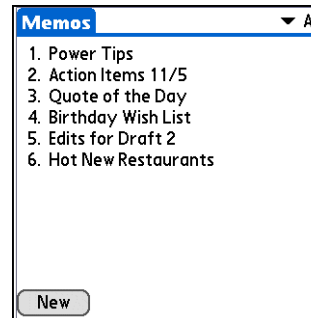 Memos
1. Power Tips
2. Action Items 11/5
3. Quote of the Day
4. Birthday Wish List
5. Edits for Draft 2
6. Hot New Restaurants
New